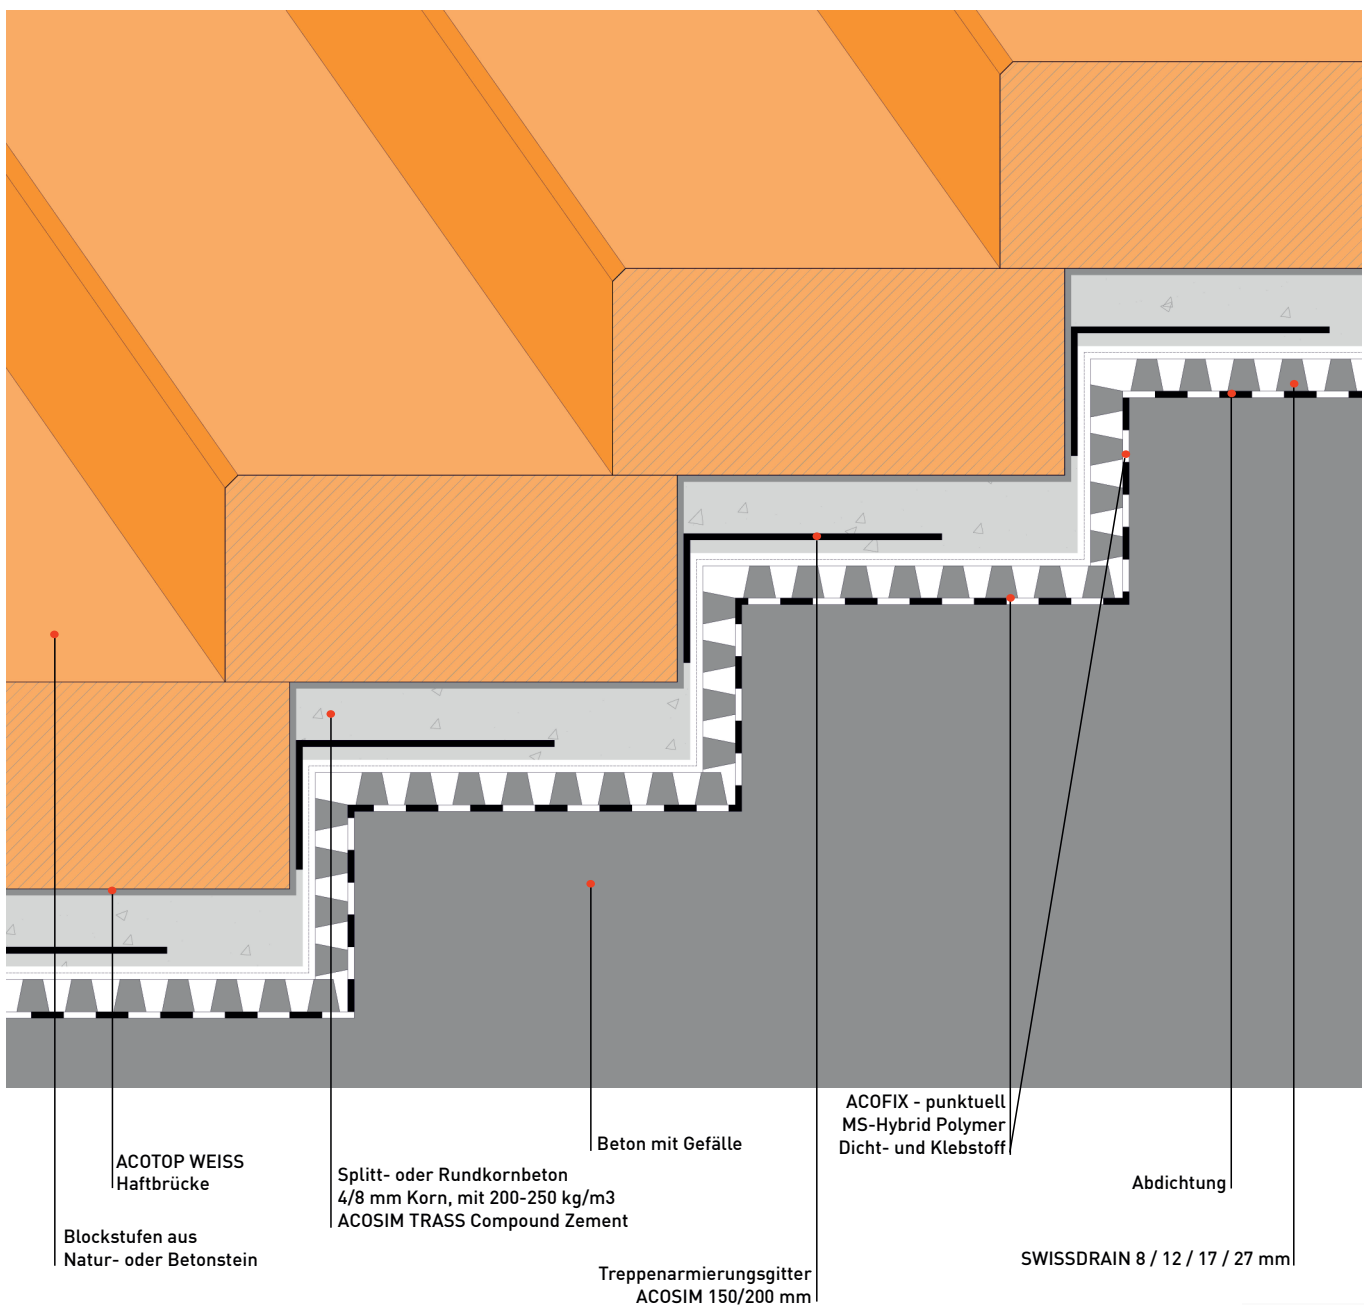 ACOTOP WEISS
Haftbrücke
Blockstufen aus
Natur- oder Betonstein
Splitt- oder Rundkornbeton
4/8 mm Korn, mit 200-250 kg/m3
ACOSIM TRASS Compound Zement
Beton mit Gefälle
Treppenarmierungsgitter
ACOSIM 150/200 mm
ACOFIX - punktuell
MS-Hybrid Polymer
Dicht- und Klebstoff
Abdichtung
SWISSDRAIN 8 / 12 / 17 / 27 mm